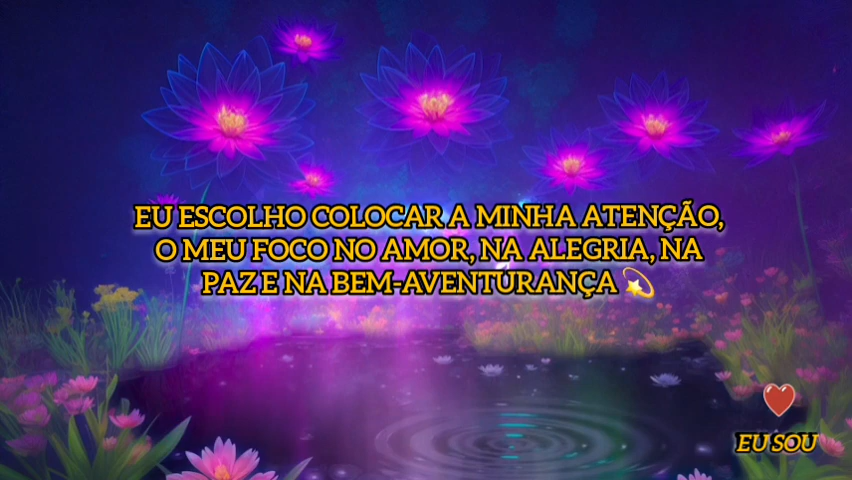 EU ESCOLHO COLOCAR A MINHA ATENÇÃO,
O MEU FOCO NO AMOR, NA ALEGRIA, NA
PAZ E NA BEM-AVENTURANÇA 💫
EU SOU